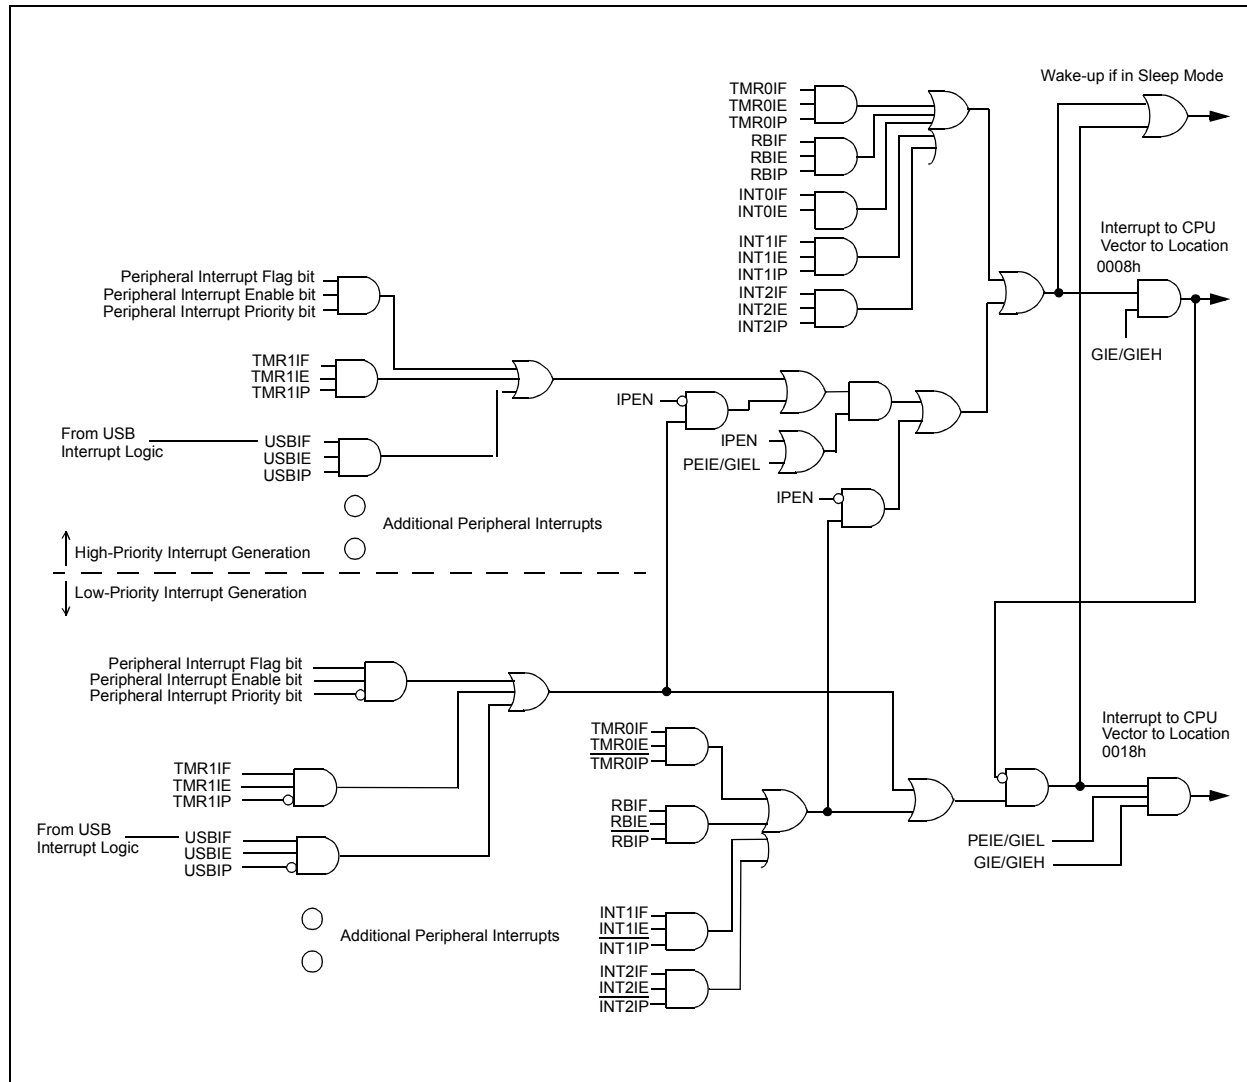 Wake-up if in Sleep Mode
TMR0IF
TMR0IE
TMR0IP
RBIF
RBIE
RBIP
INT0IF
INT0IE
INT1IF
INT1IE
INT1IP
INT2IF
INT2IE
INT2IP
Interrupt to CPU
Vector to Location
0008h
GIE/GIEH
Peripheral Interrupt Flag bit
Peripheral Interrupt Enable bit
Peripheral Interrupt Priority bit
TMR1IF
TMR1IE
TMR1IP
From USB
Interrupt Logic
USBIF
USBIE
USBIP
IPEN
IPEN
PEIE/GIEL
IPEN
Additional Peripheral Interrupts
High-Priority Interrupt Generation
Low-Priority Interrupt Generation
Peripheral Interrupt Flag bit
Peripheral Interrupt Enable bit
Peripheral Interrupt Priority bit
TMR1IF
TMR1IE
TMR1IP
From USB
Interrupt Logic
USBIF
USBIE
USBIP
Additional Peripheral Interrupts
TMR0IF
TMR0IE
TMR0IP
RBIF
RBIE
RBIP
INT1IF
INT1IE
INT1IP
INT2IF
INT2IE
INT2IP
Interrupt to CPU
Vector to Location
0018h
PEIE/GIEL
GIE/GIEH